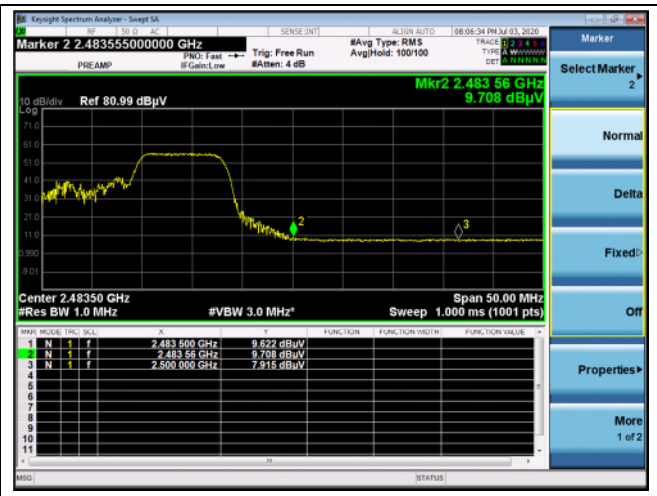 Keysight Spectrum Analyzer - Swept SA
RF 50 Ω AC SENSE:INT ALIGN AUTO 08:06:34 PM Jul 03, 2020
Marker 2 2.483555000000 GHz
PREAMP
PNO: Fast
IFGain:Low
Trig: Free Run
#Atten: 4 dB
#Avg Type: RMS
Avg|Hold: 100/100
TRACE 1 2 3 4 5 6
TYPE A WWWWW
DET A N N N N N
Mkr2 2.483 56 GHz
9.708 dBµV
10 dB/div Ref 80.99 dBµV
Log
71.0
61.0
51.0
41.0
31.0
21.0
11.0
0.990
-9.01
2
3
Center 2.48350 GHz Span 50.00 MHz
#Res BW 1.0 MHz #VBW 3.0 MHz* Sweep 1.000 ms (1001 pts)
MKR MODE TRC SCL X Y FUNCTION FUNCTION WIDTH FUNCTION VALUE
1 N 1 f 2.483 500 GHz 9.622 dBµV
2 N 1 f 2.483 56 GHz 9.708 dBµV
3 N 1 f 2.500 000 GHz 7.915 dBµV
4
5
6
7
8
9
10
11
MSG STATUS
Marker
Select Marker
2
Normal
Delta
Fixed
Off
Properties
More
1 of 2